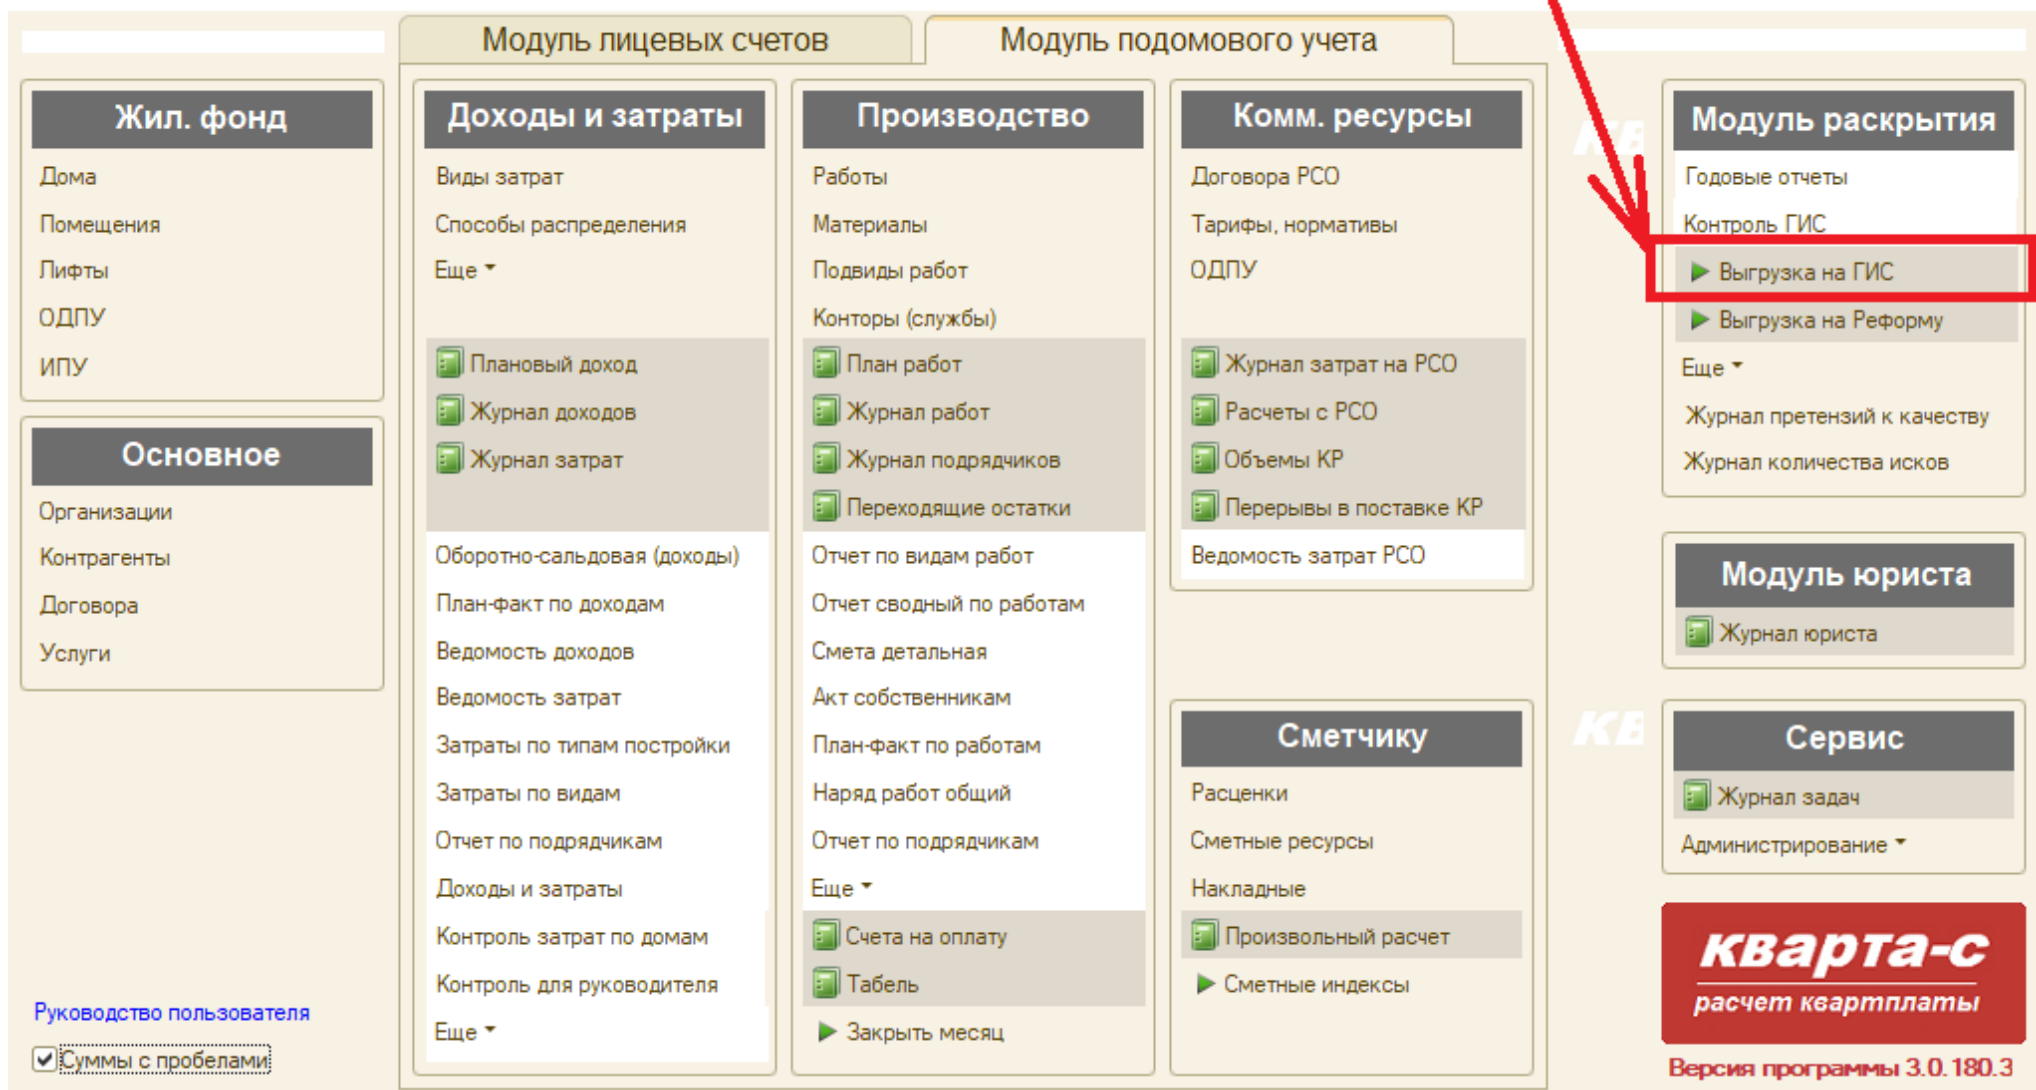 Модуль лицевых счетов
Модуль подомового учета
Жил. фонд
Дома
Помещения
Лифты
ОДПУ
ИПУ
Основное
Организации
Контрагенты
Договора
Услуги
Руководство пользователя
Суммы с пробелами
Доходы и затраты
Виды затрат
Способы распределения
Еще
Плановый доход
Журнал доходов
Журнал затрат
Оборотно-сальдовая (доходы)
План-факт по доходам
Ведомость доходов
Ведомость затрат
Затраты по типам постройки
Затраты по видам
Отчет по подрядчикам
Доходы и затраты
Контроль затрат по домам
Контроль для руководителя
Еще
Производство
Работы
Материалы
Подвиды работ
Конторы (службы)
План работ
Журнал работ
Журнал подрядчиков
Переходящие остатки
Отчет по видам работ
Отчет сводный по работам
Смета детальная
Акт собственникам
План-факт по работам
Наряд работ общий
Отчет по подрядчикам
Еще
Счета на оплату
Табель
Закрыть месяц
Комм. ресурсы
Договора РСО
Тарифы, нормативы
ОДПУ
Журнал затрат на РСО
Расчеты с РСО
Объемы КР
Перерывы в поставке КР
Ведомость затрат РСО
Сметчику
Расценки
Сметные ресурсы
Накладные
Произвольный расчет
Сметные индексы
Модуль раскрытия
Годовые отчеты
Контроль ГИС
Выгрузка на ГИС
Выгрузка на Реформу
Еще
Журнал претензий к качеству
Журнал количества исков
Модуль юриста
Журнал юриста
Сервис
Журнал задач
Администрирование
кварта-с
расчет квартплаты
Версия программы 3.0.180.3